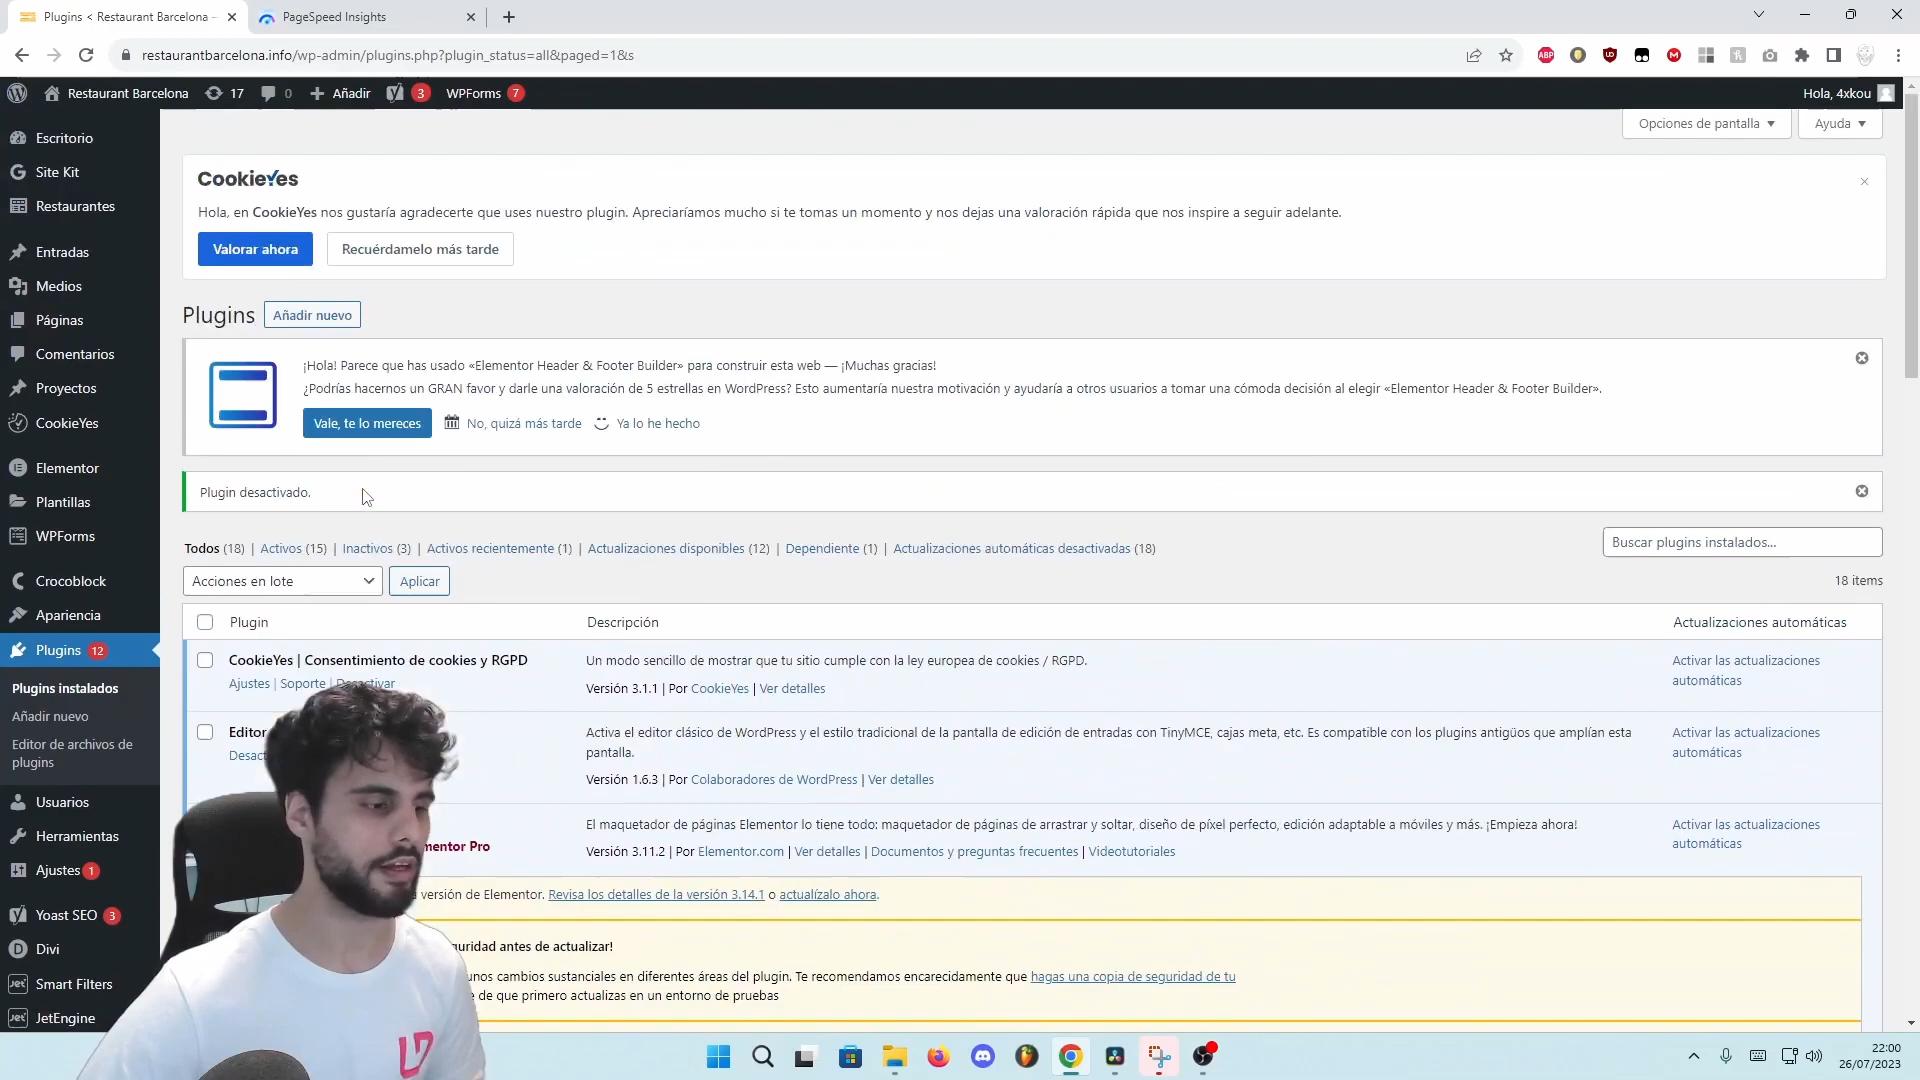 Plugins < Restaurant Barcelona –
PageSpeed Insights
restaurantbarcelona.info/wp-admin/plugins.php?plugin_status=all&paged=1&s
Restaurant Barcelona
17
0
Añadir
3
WPForms 7
Hola, 4xkou
Escritorio
Site Kit
Restaurantes
Entradas
Medios
Páginas
Comentarios
Proyectos
CookieYes
Elementor
Plantillas
WPForms
Crocoblock
Apariencia
Plugins 12
Plugins instalados
Añadir nuevo
Editor de archivos de
plugins
Usuarios
Herramientas
Ajustes 1
Yoast SEO 3
Divi
Smart Filters
JetEngine
Opciones de pantalla
Ayuda
CookieYes
Hola, en CookieYes nos gustaría agradecerte que uses nuestro plugin. Apreciaríamos mucho si te tomas un momento y nos dejas una valoración rápida que nos inspire a seguir adelante.
Valorar ahora
Recuérdamelo más tarde
Plugins
Añadir nuevo
¡Hola! Parece que has usado «Elementor Header & Footer Builder» para construir esta web — ¡Muchas gracias!
¿Podrías hacernos un GRAN favor y darle una valoración de 5 estrellas en WordPress? Esto aumentaría nuestra motivación y ayudaría a otros usuarios a tomar una cómoda decisión al elegir «Elementor Header & Footer Builder».
Vale, te lo mereces
No, quizá más tarde
Ya lo he hecho
Plugin desactivado.
Todos (18) | Activos (15) | Inactivos (3) | Activos recientemente (1) | Actualizaciones disponibles (12) | Dependiente (1) | Actualizaciones automáticas desactivadas (18)
Buscar plugins instalados...
Acciones en lote
Aplicar
18 items
Plugin
Descripción
Actualizaciones automáticas
CookieYes | Consentimiento de cookies y RGPD
Ajustes | Soporte | Desactivar
Un modo sencillo de mostrar que tu sitio cumple con la ley europea de cookies / RGPD.
Versión 3.1.1 | Por CookieYes | Ver detalles
Activar las actualizaciones
automáticas
Editor
Desact
Activa el editor clásico de WordPress y el estilo tradicional de la pantalla de edición de entradas con TinyMCE, cajas meta, etc. Es compatible con los plugins antigüos que amplían esta
pantalla.
Versión 1.6.3 | Por Colaboradores de WordPress | Ver detalles
Activar las actualizaciones
automáticas
mentor Pro
El maquetador de páginas Elementor lo tiene todo: maquetador de páginas de arrastrar y soltar, diseño de píxel perfecto, edición adaptable a móviles y más. ¡Empieza ahora!
Versión 3.11.2 | Por Elementor.com | Ver detalles | Documentos y preguntas frecuentes | Videotutoriales
Activar las actualizaciones
automáticas
versión de Elementor. Revisa los detalles de la versión 3.14.1 o actualízalo ahora.
guridad antes de actualizar!
unos cambios sustanciales en diferentes áreas del plugin. Te recomendamos encarecidamente que hagas una copia de seguridad de tu
de que primero actualizas en un entorno de pruebas
22:00
26/07/2023